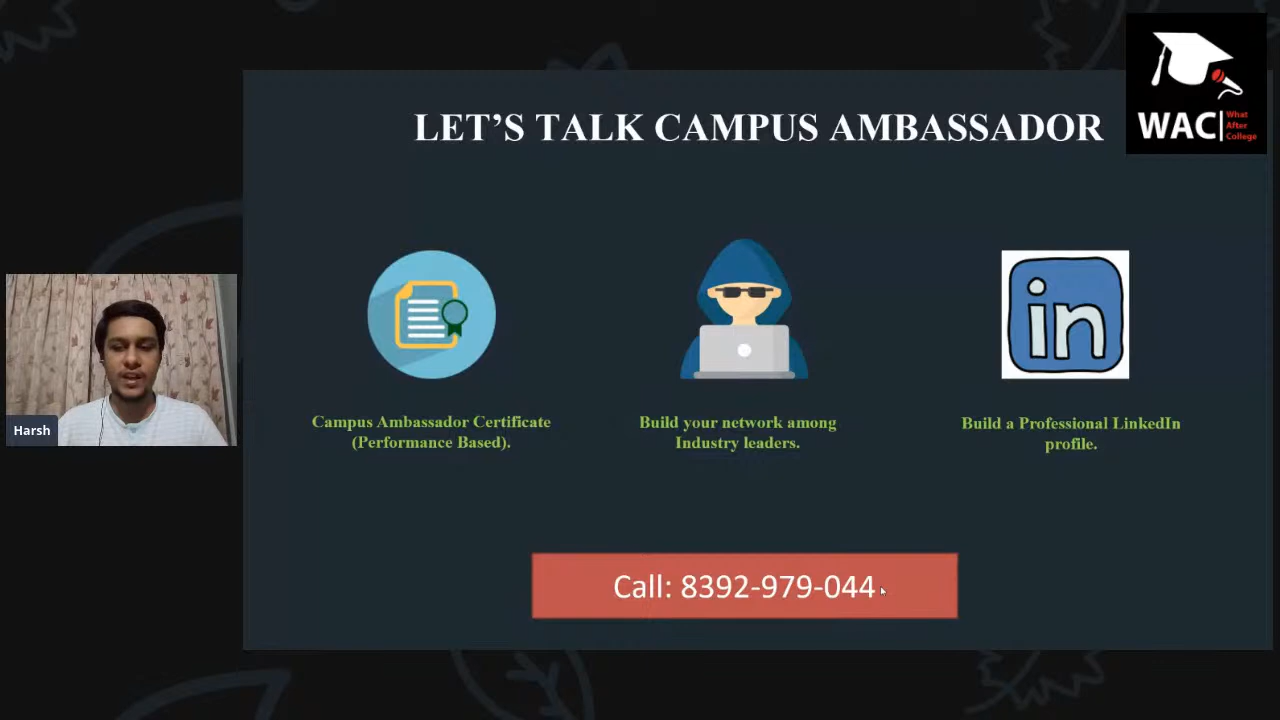 LET'S TALK CAMPUS AMBASSADOR
WAC
What
After
College
in
Harsh
Campus Ambassador Certificate
(Performance Based).
Build your network among
Industry leaders.
Build a Professional LinkedIn
profile.
Call: 8392-979-044